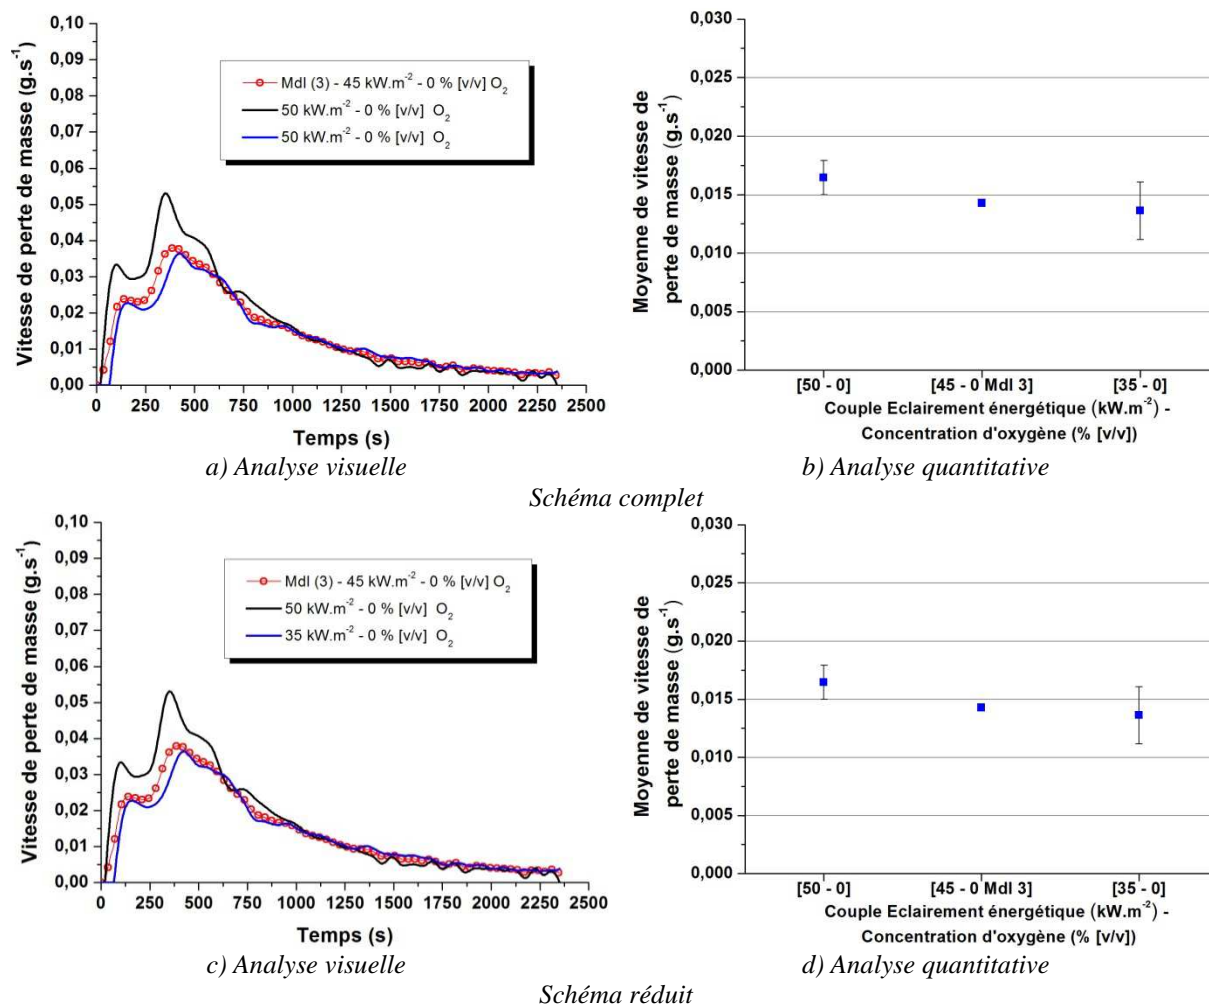 0,10
0,09
0,08
0,07
0,06
0,05
0,04
0,03
0,02
0,01
0,00
Vitesse de perte de masse (g.s⁻¹)
Mdl (3) - 45 kW.m⁻² - 0 % [v/v] O₂
50 kW.m⁻² - 0 % [v/v] O₂
50 kW.m⁻² - 0 % [v/v] O₂
0 250 500 750 1000 1250 1500 1750 2000 2250 2500
Temps (s)
a) Analyse visuelle
0,030
0,025
0,020
0,015
0,010
0,005
0,000
Moyenne de vitesse de
perte de masse (g.s⁻¹)
[50 - 0] [45 - 0 Mdl 3] [35 - 0]
Couple Eclairement énergétique (kW.m⁻²) -
Concentration d'oxygène (% [v/v])
b) Analyse quantitative
Schéma complet
0,10
0,09
0,08
0,07
0,06
0,05
0,04
0,03
0,02
0,01
0,00
Vitesse de perte de masse (g.s⁻¹)
Mdl (3) - 45 kW.m⁻² - 0 % [v/v] O₂
50 kW.m⁻² - 0 % [v/v] O₂
35 kW.m⁻² - 0 % [v/v] O₂
0 250 500 750 1000 1250 1500 1750 2000 2250 2500
Temps (s)
c) Analyse visuelle
0,030
0,025
0,020
0,015
0,010
0,005
0,000
Moyenne de vitesse de
perte de masse (g.s⁻¹)
[50 - 0] [45 - 0 Mdl 3] [35 - 0]
Couple Eclairement énergétique (kW.m⁻²) -
Concentration d'oxygène (% [v/v])
d) Analyse quantitative
Schéma réduit